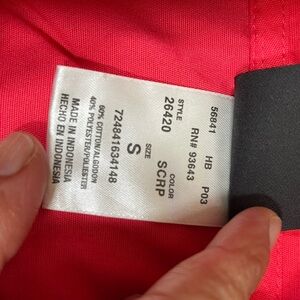 56841 HB P03
RN# 93643
STYLE COLOR
26420 SCRP
SIZE
S
724841634148
60% COTTON/ALGODON
40% POLYESTER/POLIESTER
MADE IN INDONESIA
HECHO EN INDONESIA